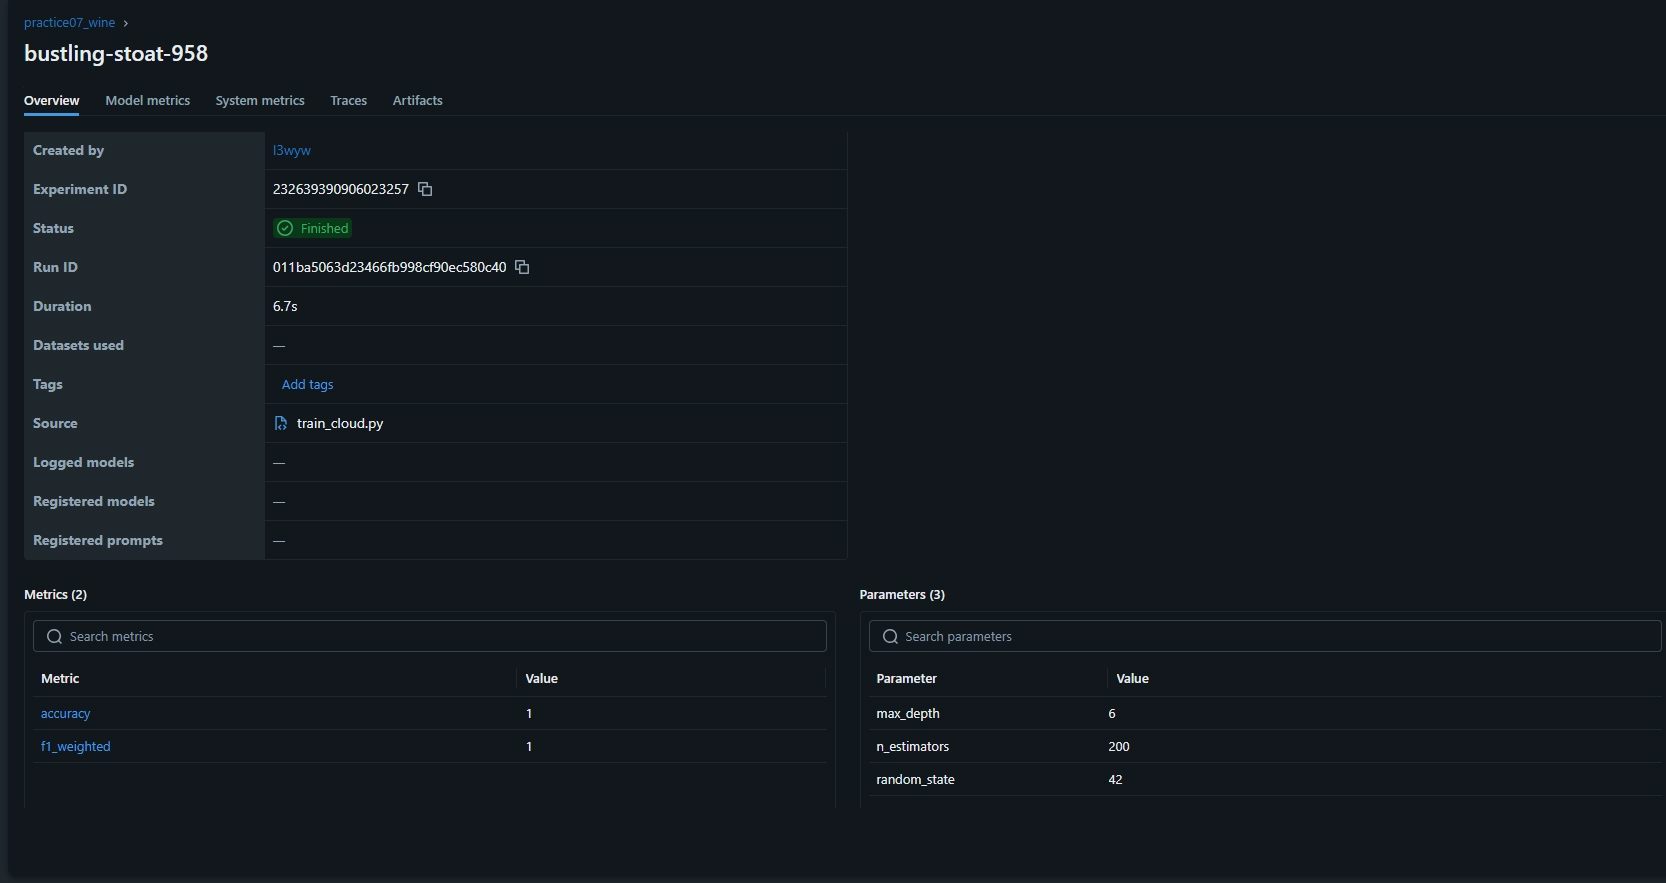 practice07_wine ›
bustling-stoat-958
Overview Model metrics System metrics Traces Artifacts
Created by l3wyw
Experiment ID 232639390906023257
Status Finished
Run ID 011ba5063d23466fb998cf90ec580c40
Duration 6.7s
Datasets used —
Tags Add tags
Source train_cloud.py
Logged models —
Registered models —
Registered prompts —
Metrics (2)
Search metrics
Metric Value
accuracy 1
f1_weighted 1
Parameters (3)
Search parameters
Parameter Value
max_depth 6
n_estimators 200
random_state 42